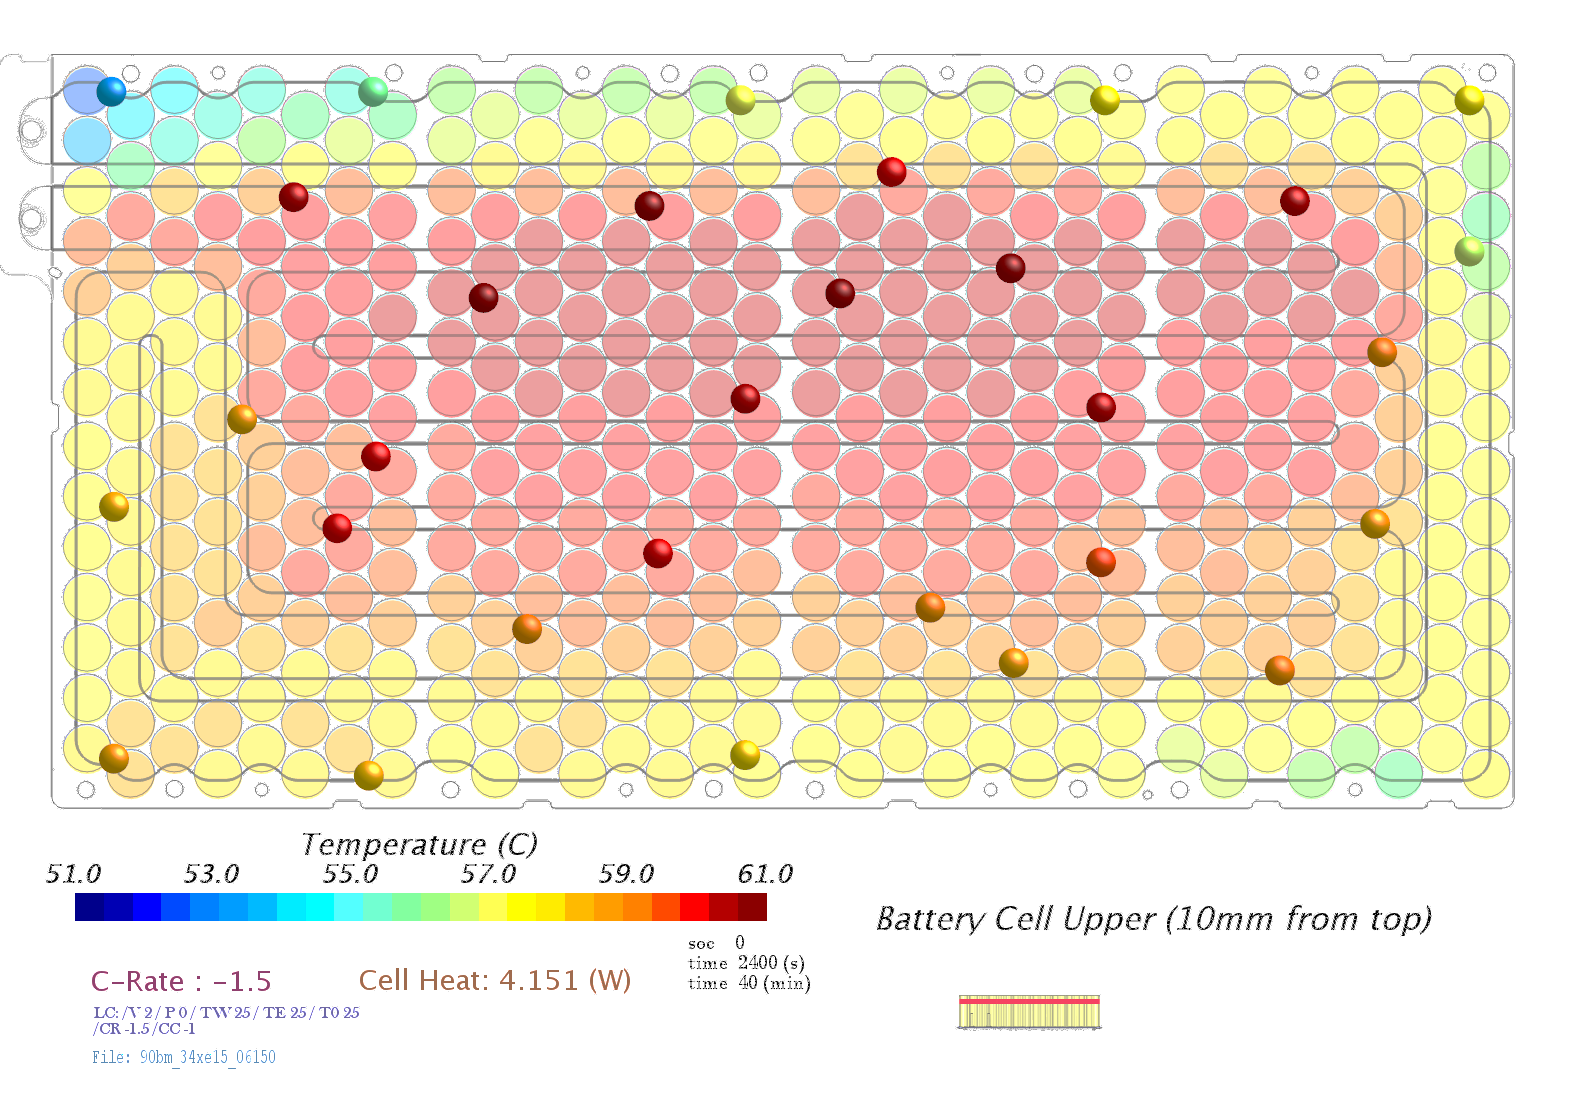 Temperature (C)
51.0 53.0 55.0 57.0 59.0 61.0
Battery Cell Upper (10mm from top)
soc 0
time 2400 (s)
time 40 (min)
C-Rate : -1.5
Cell Heat: 4.151 (W)
LC: /V 2 / P 0 / TW 25 / TE 25 / T0 25
/CR -1.5 /CC -1
File: 90bm_34xe15_06150